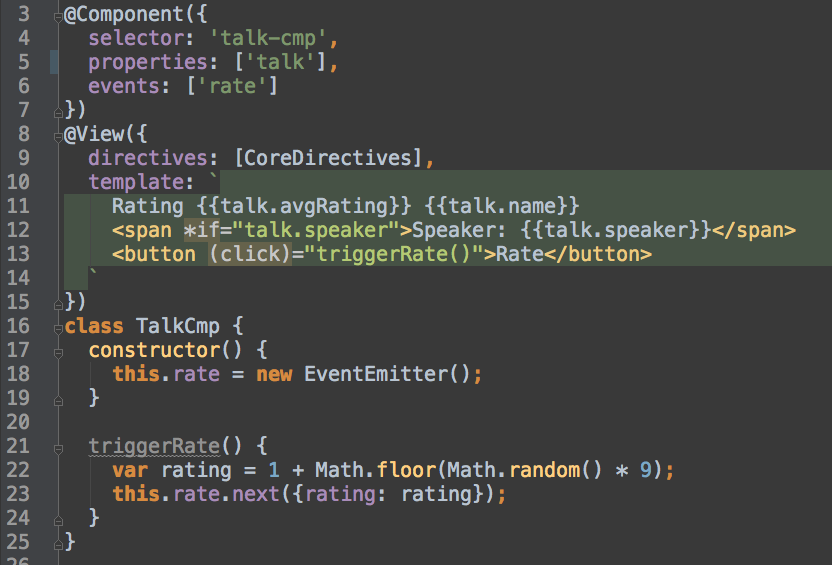 3 @Component({
4   selector: 'talk-cmp',
5   properties: ['talk'],
6   events: ['rate']
7 })
8 @View({
9   directives: [CoreDirectives],
10   template: `
11     Rating {{talk.avgRating}} {{talk.name}}
12     <span *if="talk.speaker">Speaker: {{talk.speaker}}</span>
13     <button (click)="triggerRate()">Rate</button>
14   `
15 })
16 class TalkCmp {
17   constructor() {
18     this.rate = new EventEmitter();
19   }
20
21   triggerRate() {
22     var rating = 1 + Math.floor(Math.random() * 9);
23     this.rate.next({rating: rating});
24   }
25 }
26